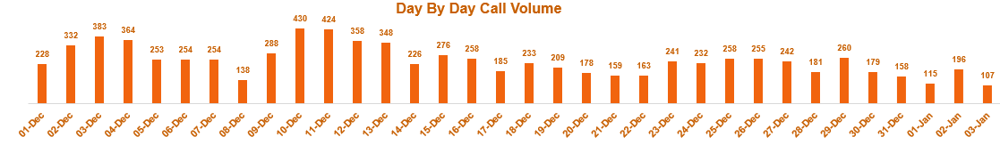 Day By Day Call Volume
228 332 383 364 253 254 254 138 288 430 424 358 348 226 276 258 185 233 209 178 159 163 241 232 258 255 242 181 260 179 158 115 196 107
01-Dec 02-Dec 03-Dec 04-Dec 05-Dec 06-Dec 07-Dec 08-Dec 09-Dec 10-Dec 11-Dec 12-Dec 13-Dec 14-Dec 15-Dec 16-Dec 17-Dec 18-Dec 19-Dec 20-Dec 21-Dec 22-Dec 23-Dec 24-Dec 25-Dec 26-Dec 27-Dec 28-Dec 29-Dec 30-Dec 31-Dec 01-Jan 02-Jan 03-Jan